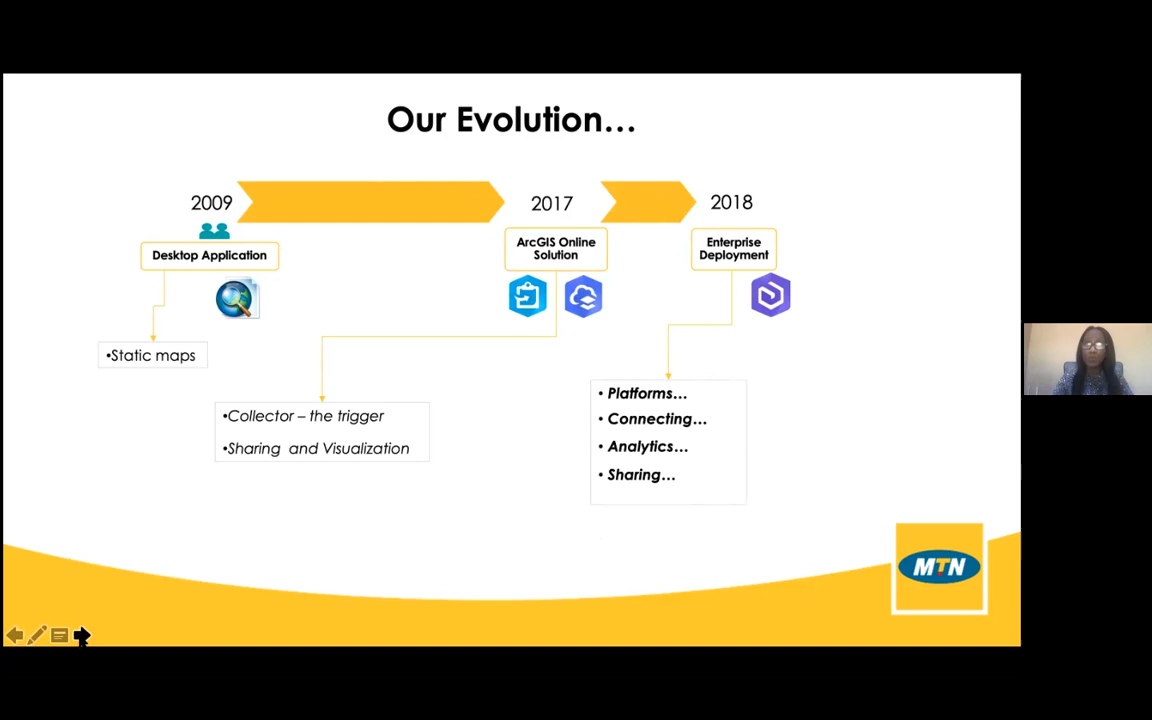 Our Evolution…
2009
2017
2018
Desktop Application
ArcGIS Online
Solution
Enterprise
Deployment
•Static maps
•Collector – the trigger
•Sharing and Visualization
• Platforms…
• Connecting…
• Analytics…
• Sharing…
MTN